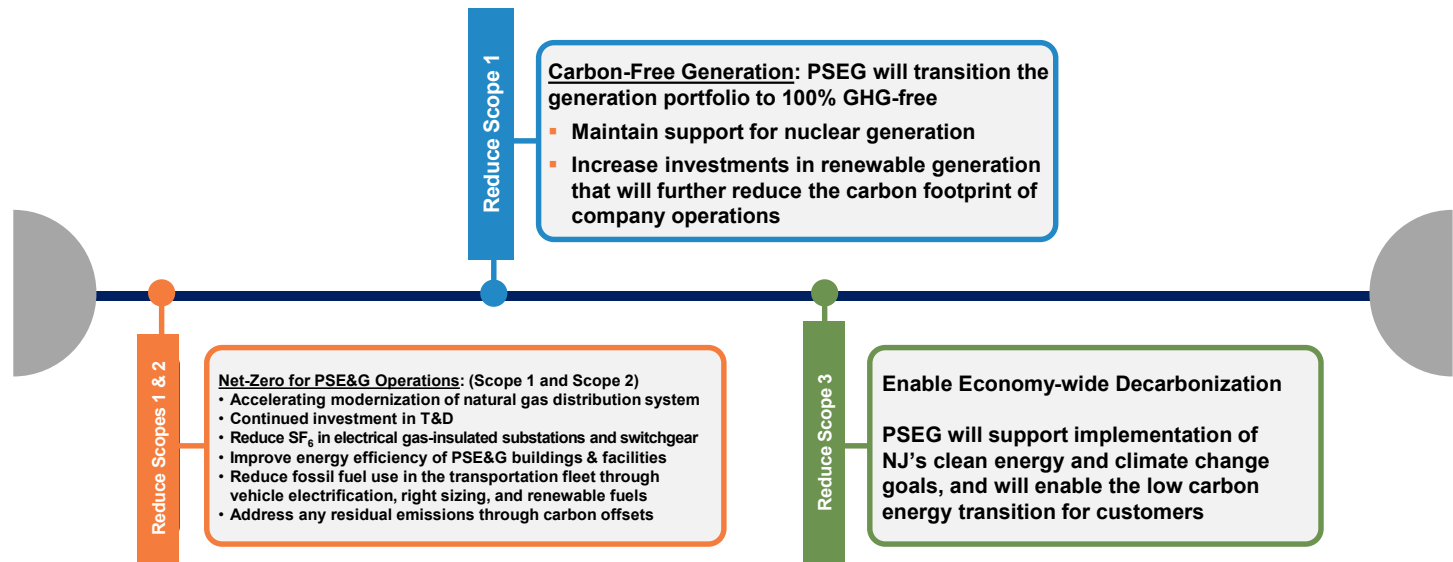 Reduce Scope 1
Carbon-Free Generation: PSEG will transition the
generation portfolio to 100% GHG-free
▪ Maintain support for nuclear generation
▪ Increase investments in renewable generation
that will further reduce the carbon footprint of
company operations
Reduce Scopes 1 & 2
Net-Zero for PSE&G Operations: (Scope 1 and Scope 2)
• Accelerating modernization of natural gas distribution system
• Continued investment in T&D
• Reduce SF₆ in electrical gas-insulated substations and switchgear
• Improve energy efficiency of PSE&G buildings & facilities
• Reduce fossil fuel use in the transportation fleet through
vehicle electrification, right sizing, and renewable fuels
• Address any residual emissions through carbon offsets
Reduce Scope 3
Enable Economy-wide Decarbonization
PSEG will support implementation of
NJ's clean energy and climate change
goals, and will enable the low carbon
energy transition for customers